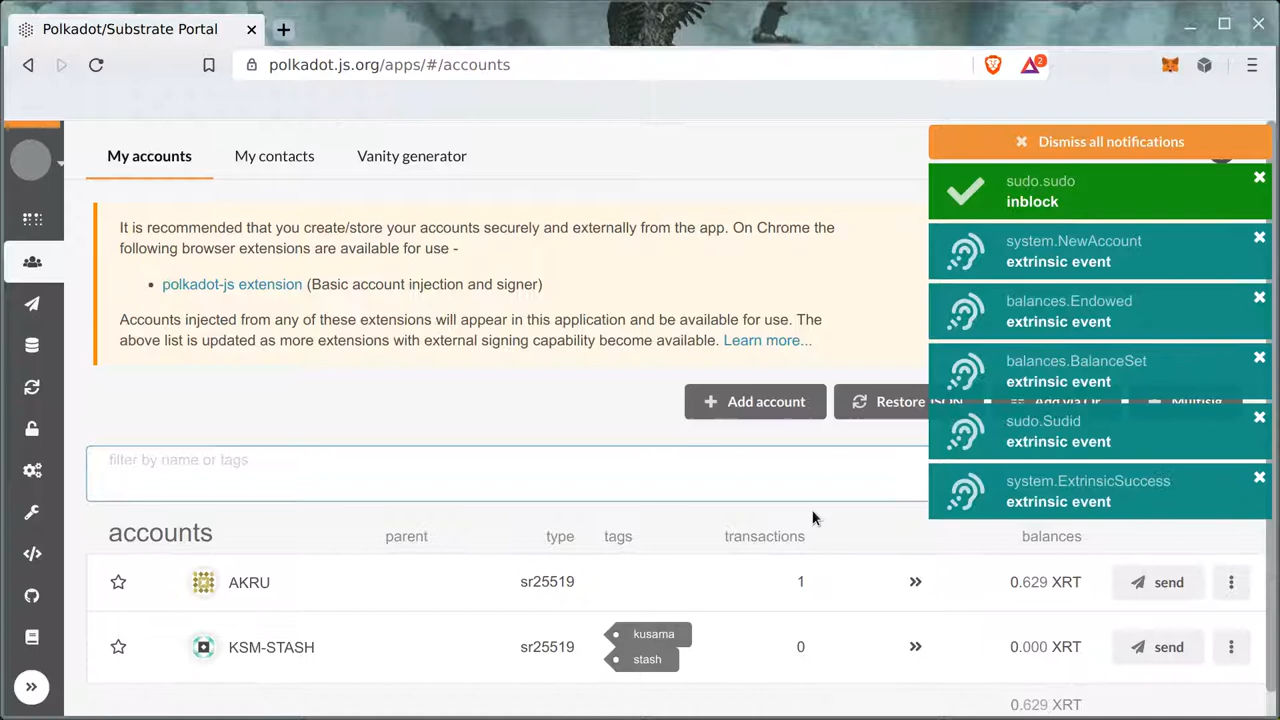 Polkadot/Substrate Portal
polkadot.js.org/apps/#/accounts
2
My accounts
My contacts
Vanity generator
Dismiss all notifications
sudo.sudo
inblock
system.NewAccount
extrinsic event
balances.Endowed
extrinsic event
balances.BalanceSet
extrinsic event
sudo.Sudid
extrinsic event
system.ExtrinsicSuccess
extrinsic event
It is recommended that you create/store your accounts securely and externally from the app. On Chrome the
following browser extensions are available for use -
• polkadot-js extension (Basic account injection and signer)
Accounts injected from any of these extensions will appear in this application and be available for use. The
above list is updated as more extensions with external signing capability become available. Learn more...
Add account
Restore JSON
Add via Qr
Multisig
filter by name or tags
accounts parent type tags transactions balances
AKRU sr25519 1 0.629 XRT send
KSM-STASH sr25519 kusama 0 0.000 XRT send
stash
0.629 XRT